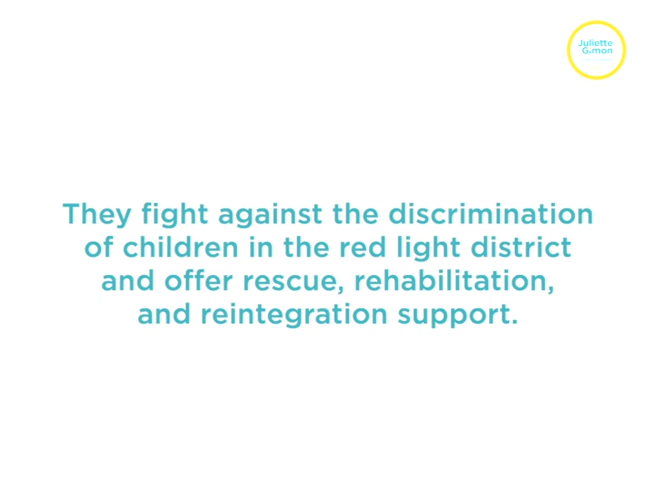 Juliette
Gimon
They fight against the discrimination
of children in the red light district
and offer rescue, rehabilitation,
and reintegration support.